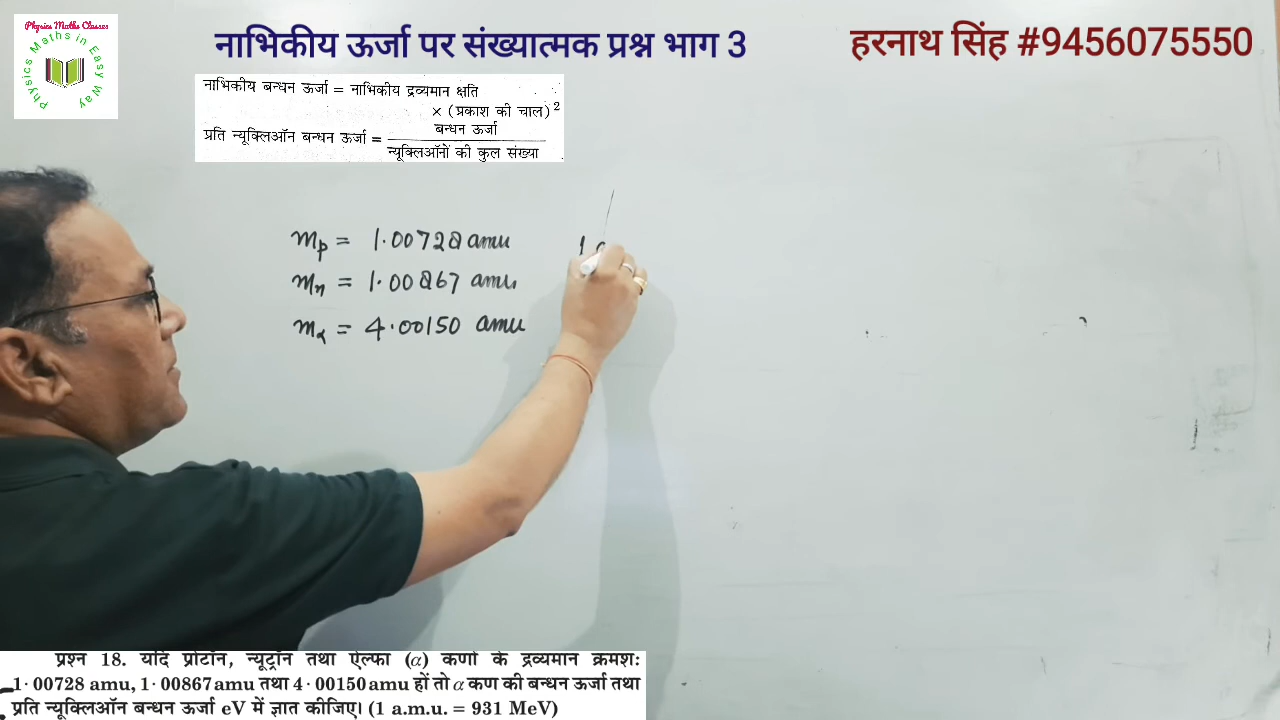 Physics Maths Classes
Physics Maths in Easy Way
नाभिकीय ऊर्जा पर संख्यात्मक प्रश्न भाग 3
हरनाथ सिंह #9456075550
नाभिकीय बन्धन ऊर्जा = नाभिकीय द्रव्यमान क्षति
× (प्रकाश की चाल)²
प्रति न्यूक्लिऑन बन्धन ऊर्जा = बन्धन ऊर्जा
न्यूक्लिऑनों की कुल संख्या
mp = 1.00728 amu
mn = 1.00867 amu
mα = 4.00150 amu
1
प्रश्न 18. यदि प्रोटॉन, न्यूट्रॉन तथा ऐल्फा (α) कणों के द्रव्यमान क्रमश:
1·00728 amu, 1·00867 amu तथा 4·00150 amu हों तो α कण की बन्धन ऊर्जा तथा
प्रति न्यूक्लिऑन बन्धन ऊर्जा eV में ज्ञात कीजिए। (1 a.m.u. = 931 MeV)